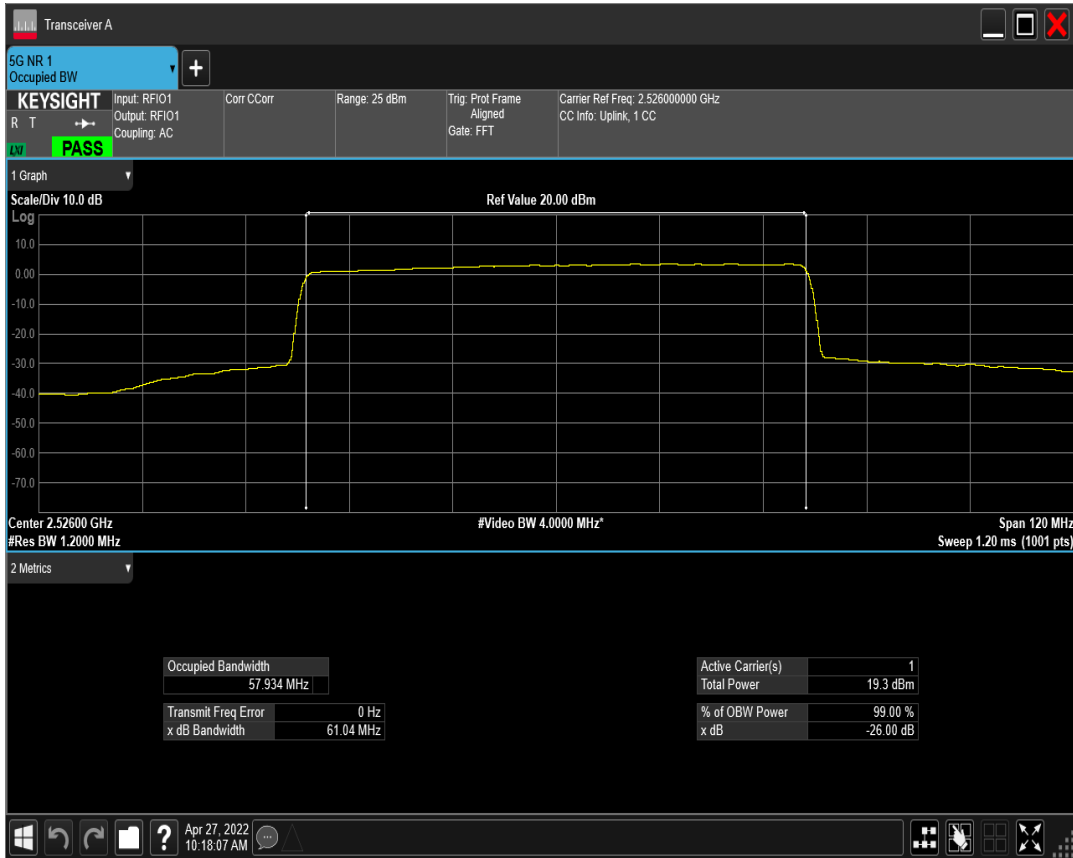 Transceiver A
5G NR 1
Occupied BW
KEYSIGHT
R T
LXI
PASS
Input: RFIO1
Output: RFIO1
Coupling: AC
Corr CCorr
Range: 25 dBm
Trig: Prot Frame
Aligned
Gate: FFT
Carrier Ref Freq: 2.526000000 GHz
CC Info: Uplink, 1 CC
1 Graph
Scale/Div 10.0 dB
Ref Value 20.00 dBm
Log
10.0
0.00
-10.0
-20.0
-30.0
-40.0
-50.0
-60.0
-70.0
Center 2.52600 GHz
#Video BW 4.0000 MHz*
Span 120 MHz
#Res BW 1.2000 MHz
Sweep 1.20 ms (1001 pts)
2 Metrics
Occupied Bandwidth
57.934 MHz
Transmit Freq Error 0 Hz
x dB Bandwidth 61.04 MHz
Active Carrier(s) 1
Total Power 19.3 dBm
% of OBW Power 99.00 %
x dB -26.00 dB
?
Apr 27, 2022
10:18:07 AM